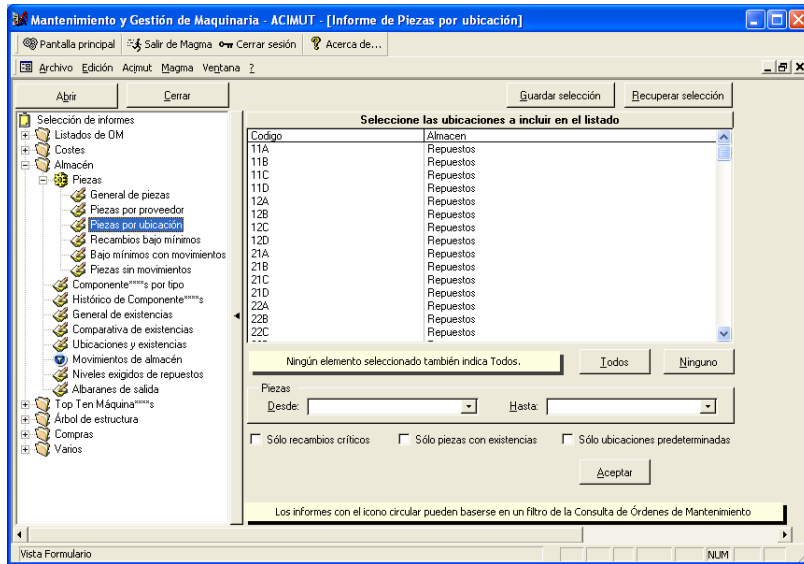 Mantenimiento y Gestión de Maquinaria - ACIMUT - [Informe de Piezas por ubicación]
Pantalla principal Salir de Magma Cerrar sesión Acerca de...
Archivo Edición Acimut Magma Ventana ?
Abrir Cerrar Guardar selección Recuperar selección
Selección de informes
Listados de OM
Costes
Almacén
Piezas
General de piezas
Piezas por proveedor
Piezas por ubicación
Recambios bajo mínimos
Bajo mínimos con movimientos
Piezas sin movimientos
Componente****s por tipo
Histórico de Componente****s
General de existencias
Comparativa de existencias
Ubicaciones y existencias
Movimientos de almacén
Niveles exigidos de repuestos
Albaranes de salida
Top Ten Máquina****s
Árbol de estructura
Compras
Varios
Seleccione las ubicaciones a incluir en el listado
Codigo Almacen
11A Repuestos
11B Repuestos
11C Repuestos
11D Repuestos
12A Repuestos
12B Repuestos
12C Repuestos
12D Repuestos
21A Repuestos
21B Repuestos
21C Repuestos
21D Repuestos
22A Repuestos
22B Repuestos
22C Repuestos
Ningún elemento seleccionado también indica Todos. Todos Ninguno
Piezas
Desde: Hasta:
Sólo recambios críticos Sólo piezas con existencias Sólo ubicaciones predeterminadas
Aceptar
Los informes con el icono circular pueden baserse en un filtro de la Consulta de Órdenes de Mantenimiento
Vista Formulario NUM